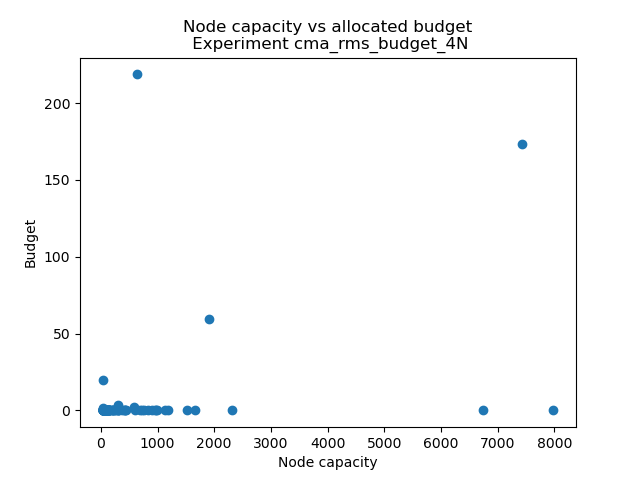 Node capacity vs allocated budget
Experiment cma_rms_budget_4N
200
150
100
50
0
Budget
0 1000 2000 3000 4000 5000 6000 7000 8000
Node capacity